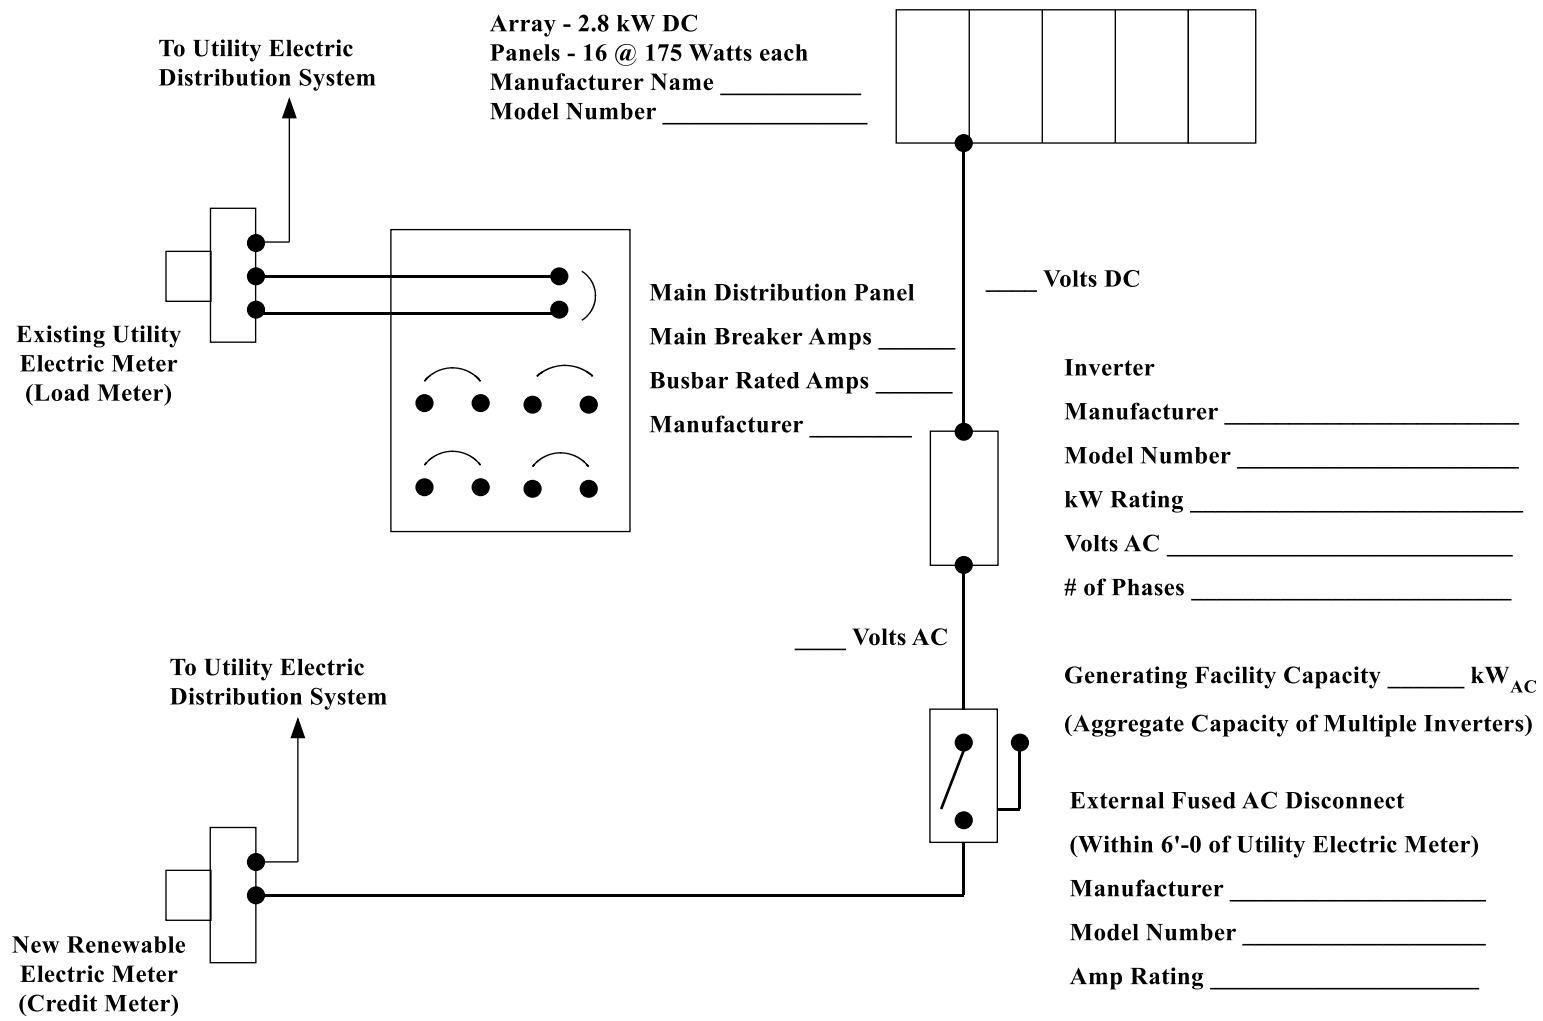 To Utility Electric
Distribution System
Array - 2.8 kW DC
Panels - 16 @ 175 Watts each
Manufacturer Name ___________
Model Number ________________
Existing Utility
Electric Meter
(Load Meter)
Main Distribution Panel
Main Breaker Amps ______
Busbar Rated Amps ______
Manufacturer ________
____ Volts DC
Inverter
Manufacturer _______________________
Model Number ______________________
kW Rating __________________________
Volts AC ___________________________
# of Phases _________________________
____ Volts AC
Generating Facility Capacity ______ kWAC
(Aggregate Capacity of Multiple Inverters)
To Utility Electric
Distribution System
External Fused AC Disconnect
(Within 6'-0 of Utility Electric Meter)
Manufacturer ____________________
Model Number ___________________
Amp Rating _____________________
New Renewable
Electric Meter
(Credit Meter)